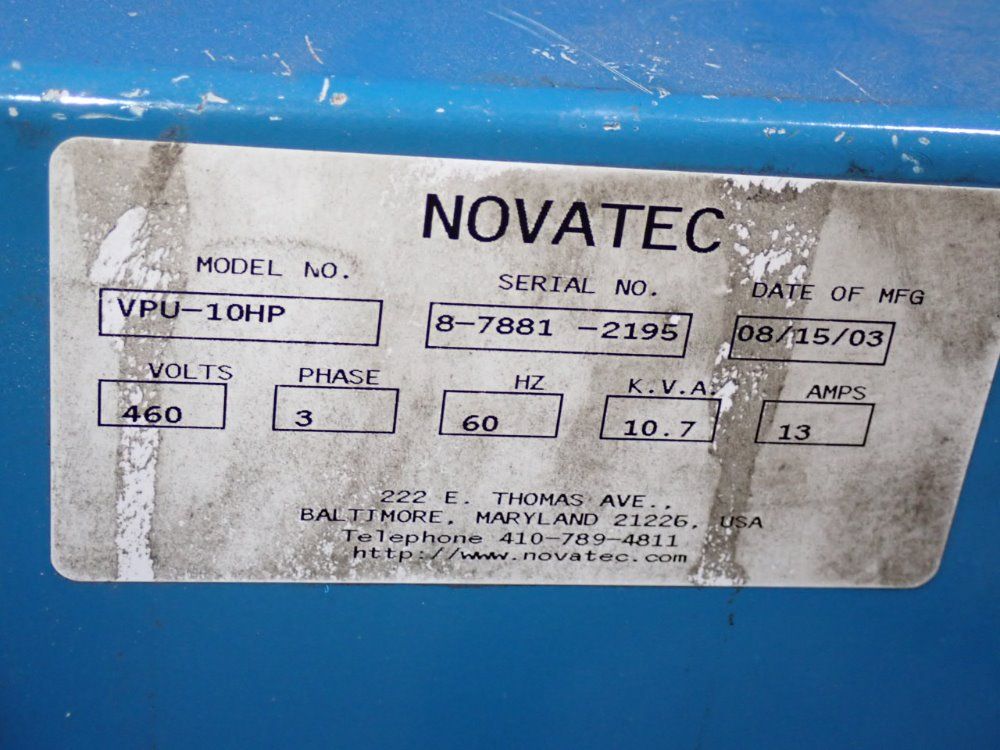 NOVATEC
MODEL NO. SERIAL NO. DATE OF MFG
VPU-10HP 8-7881 -2195 08/15/03
VOLTS PHASE HZ K.V.A. AMPS
460 3 60 10.7 13
222 E. THOMAS AVE.,
BALTIMORE, MARYLAND 21226, USA
Telephone 410-789-4811
http://www.novatec.com